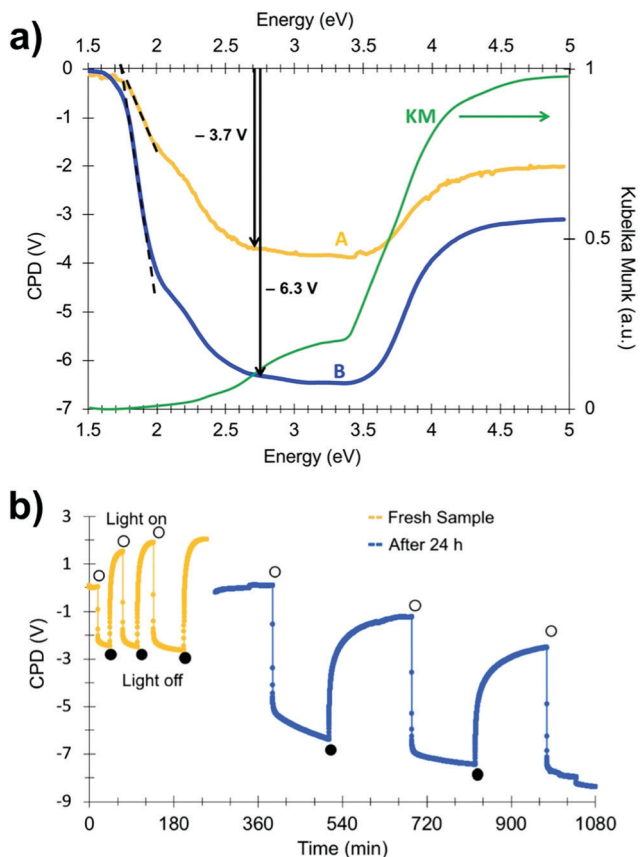 a)
Energy (eV)
1.5 2 2.5 3 3.5 4 4.5 5
0
-1
-2
-3
-4
-5
-6
-7
CPD (V)
– 3.7 V
– 6.3 V
A
B
KM
1
0.5
0
Kubelka Munk (a.u.)
1.5 2 2.5 3 3.5 4 4.5 5
Energy (eV)
b)
3
1
-1
-3
-5
-7
-9
CPD (V)
Light on
Light off
Fresh Sample
After 24 h
0 180 360 540 720 900 1080
Time (min)